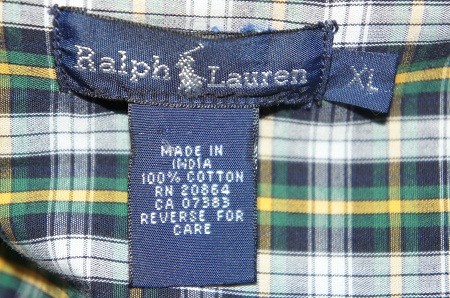 Ralph Lauren XL
MADE IN
INDIA
100% COTTON
RN 20864
CA 07383
REVERSE FOR
CARE